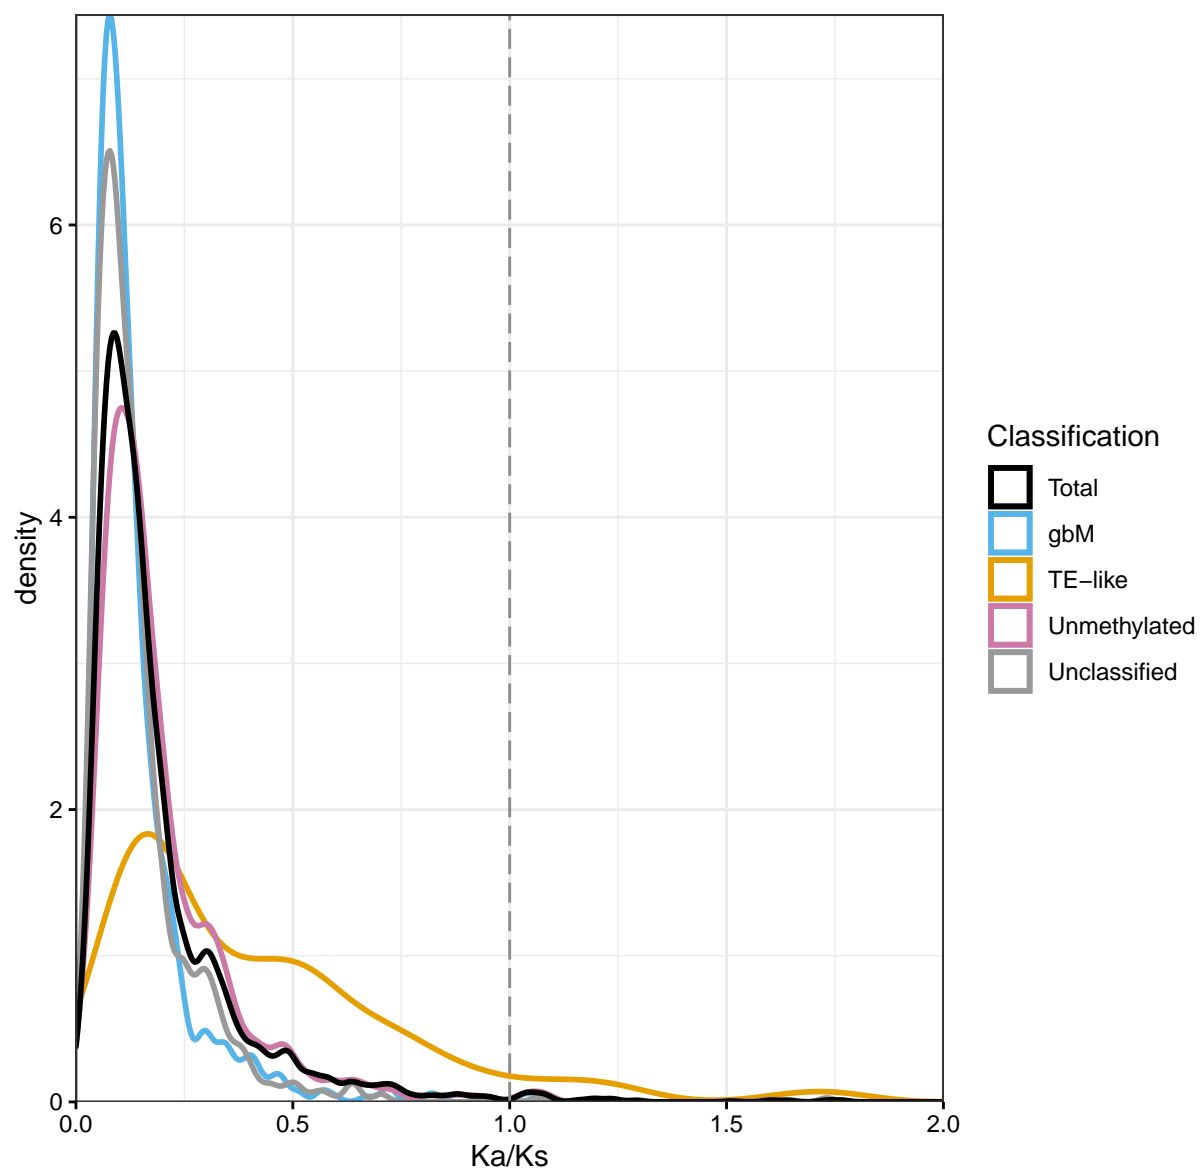 density
6
4
2
0
0.0
0.5
1.0
1.5
2.0
Ka/Ks
Classification
Total
gbM
TE−like
Unmethylated
Unclassified